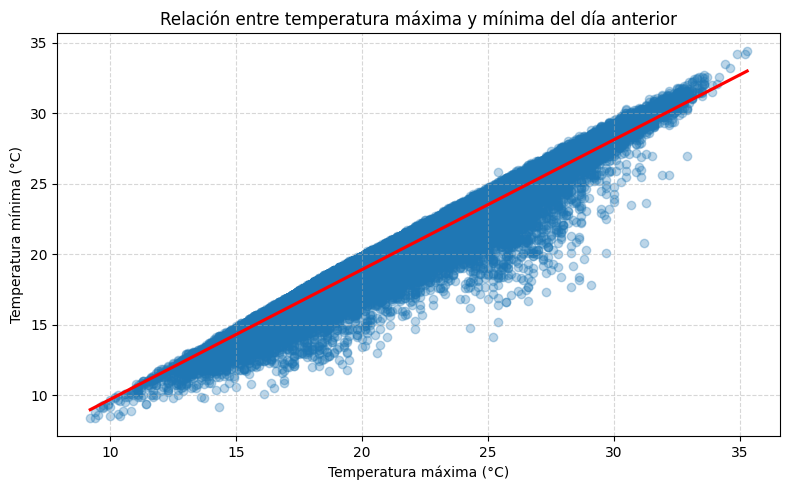 Relación entre temperatura máxima y mínima del día anterior
Temperatura mínima (°C)
35
30
25
20
15
10
10 15 20 25 30 35
Temperatura máxima (°C)